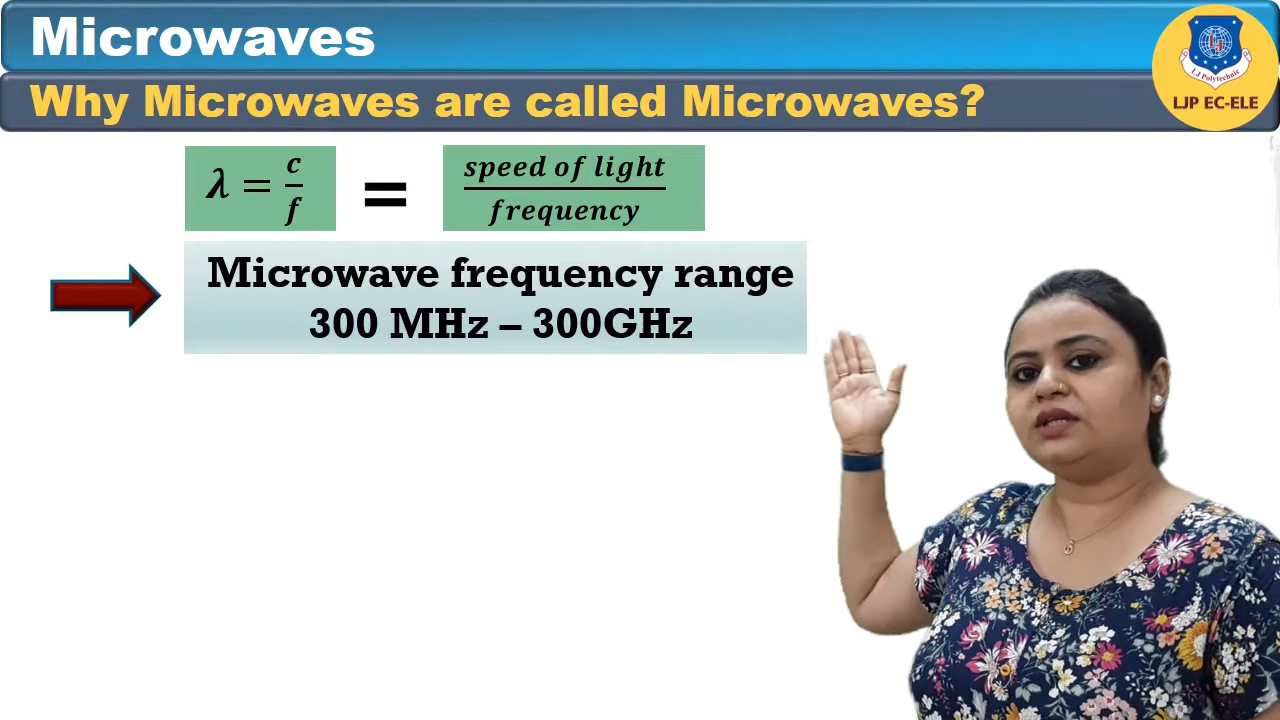 Microwaves
Why Microwaves are called Microwaves?
L.J Polytechnic
LJP EC-ELE
λ = c/f = speed of light/frequency
Microwave frequency range
300 MHz – 300GHz